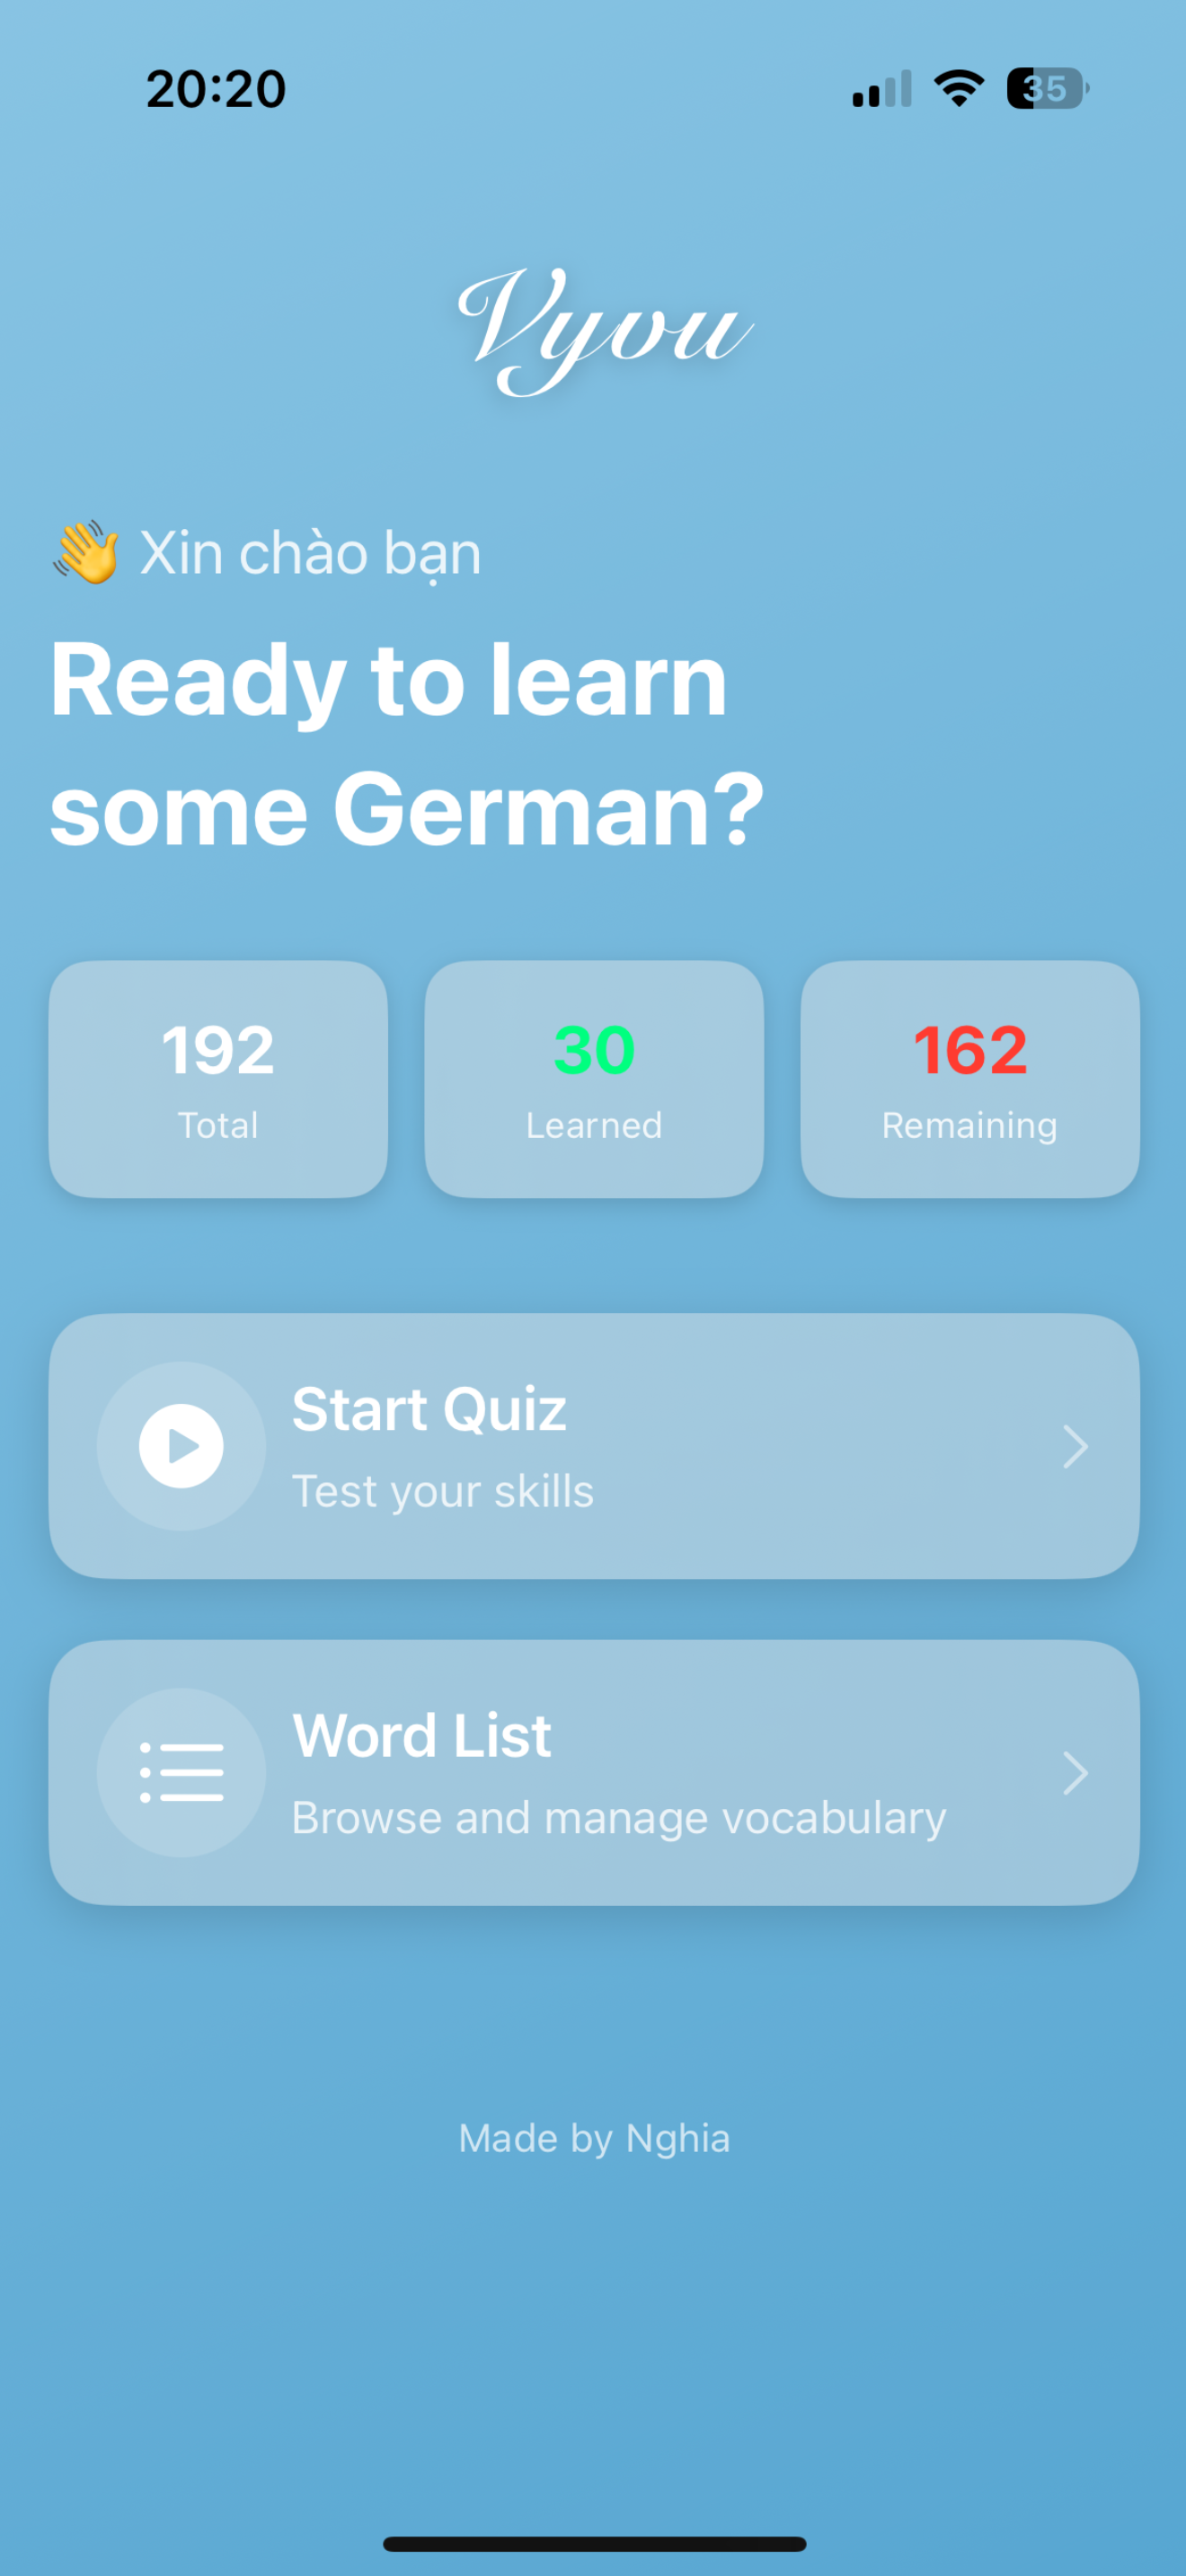 20:20
35
Vyvu
👋 Xin chào bạn
Ready to learn
some German?
192
Total
30
Learned
162
Remaining
Start Quiz
Test your skills
Word List
Browse and manage vocabulary
Made by Nghia